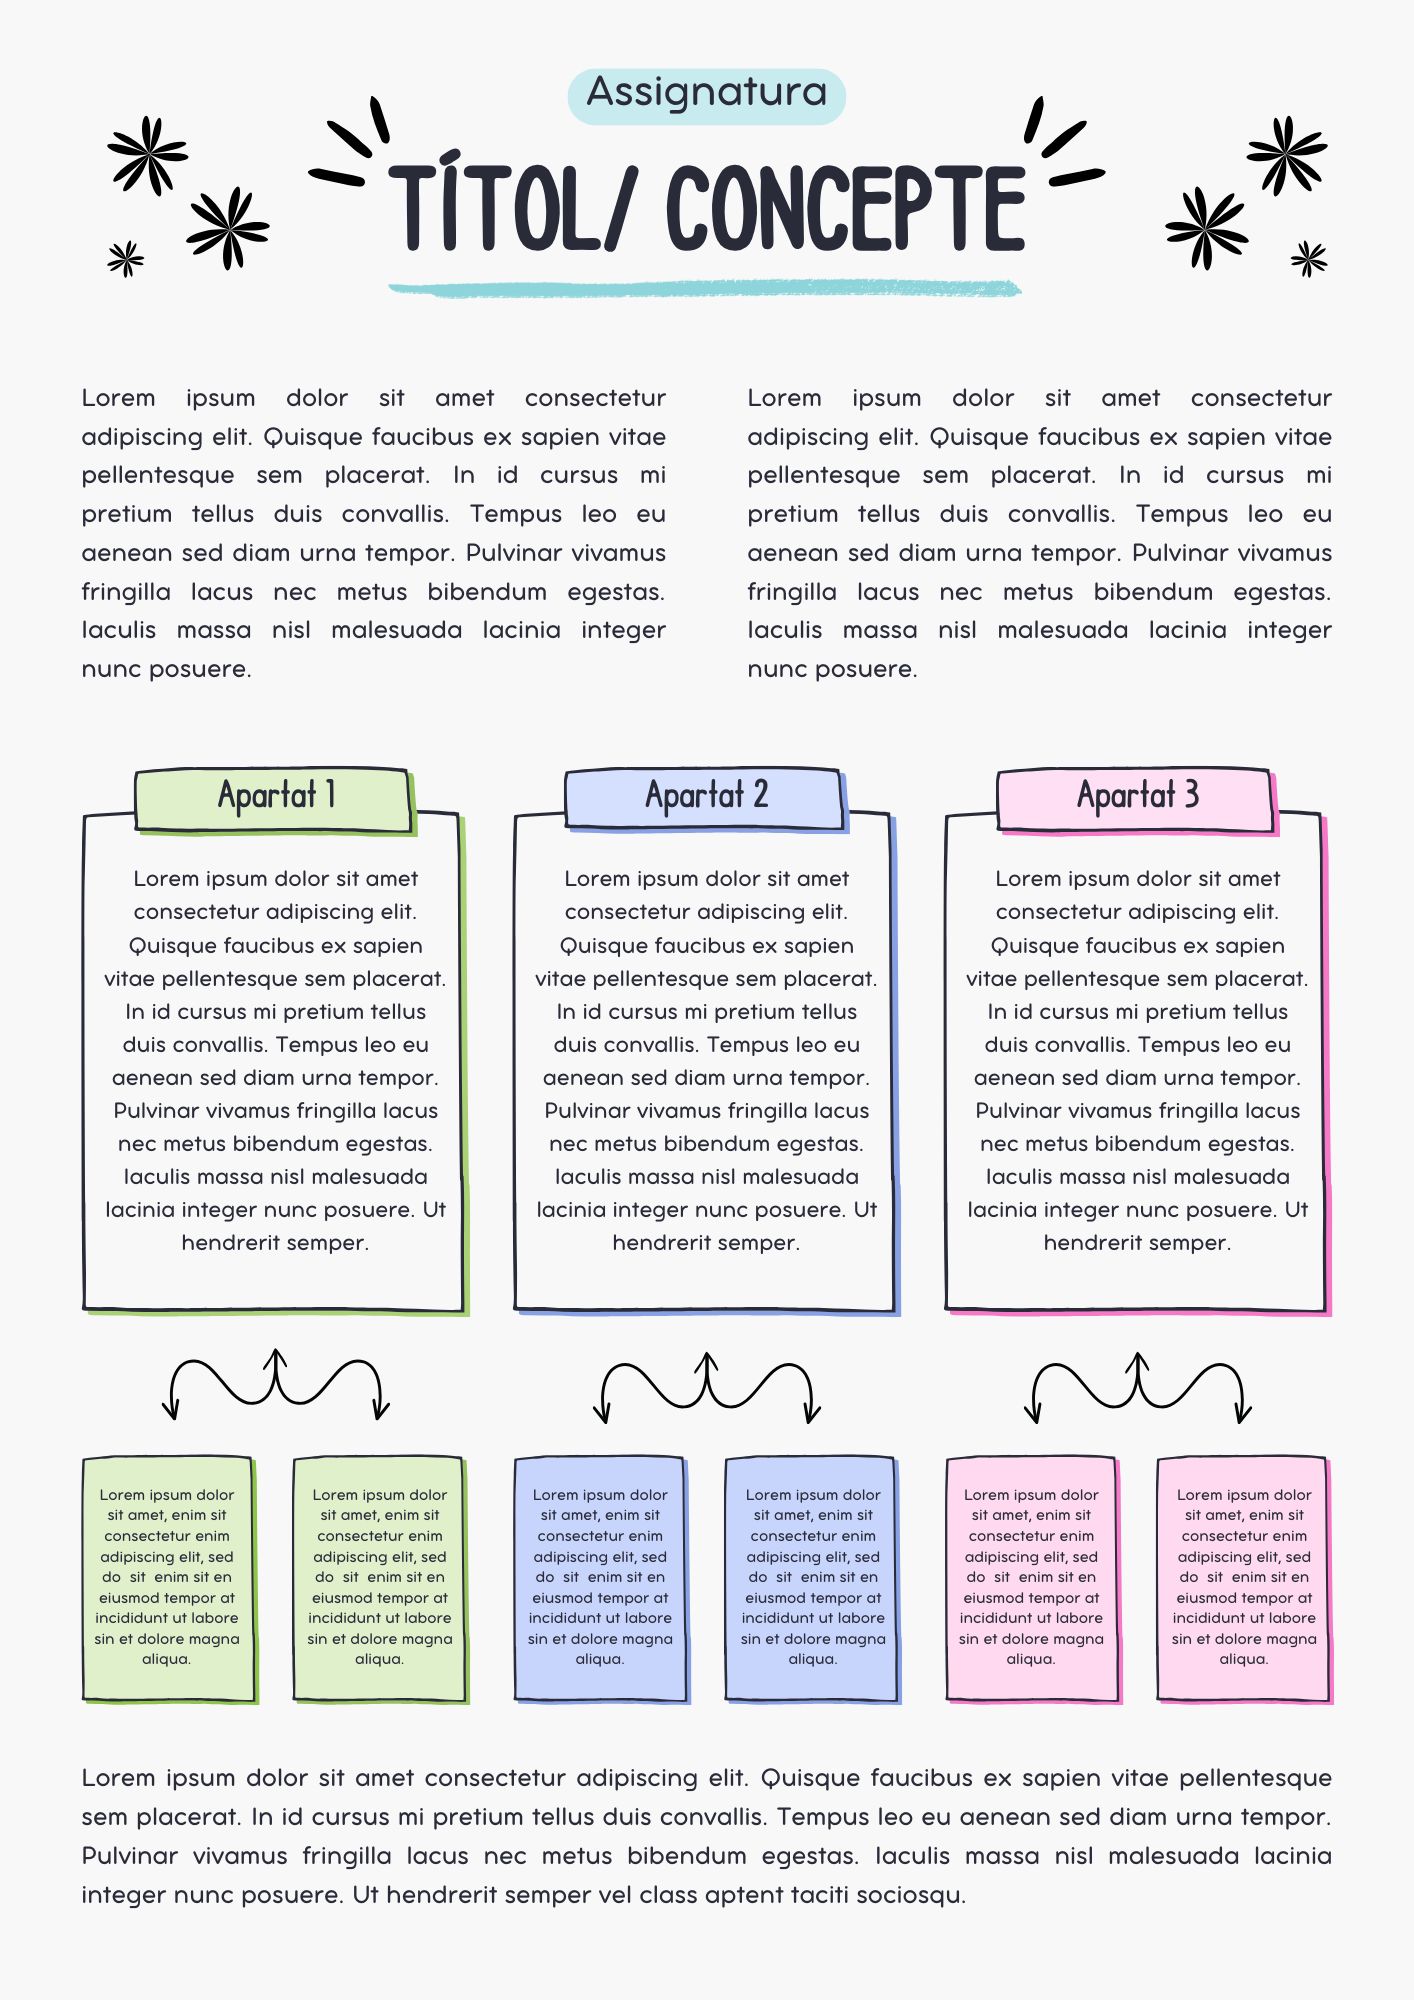 Assignatura
TÍTOL/ CONCEPTE
Lorem ipsum dolor sit amet consectetur
adipiscing elit. Quisque faucibus ex sapien vitae
pellentesque sem placerat. In id cursus mi
pretium tellus duis convallis. Tempus leo eu
aenean sed diam urna tempor. Pulvinar vivamus
fringilla lacus nec metus bibendum egestas.
Iaculis massa nisl malesuada lacinia integer
nunc posuere.
Lorem ipsum dolor sit amet consectetur
adipiscing elit. Quisque faucibus ex sapien vitae
pellentesque sem placerat. In id cursus mi
pretium tellus duis convallis. Tempus leo eu
aenean sed diam urna tempor. Pulvinar vivamus
fringilla lacus nec metus bibendum egestas.
Iaculis massa nisl malesuada lacinia integer
nunc posuere.
Apartat 1
Lorem ipsum dolor sit amet
consectetur adipiscing elit.
Quisque faucibus ex sapien
vitae pellentesque sem placerat.
In id cursus mi pretium tellus
duis convallis. Tempus leo eu
aenean sed diam urna tempor.
Pulvinar vivamus fringilla lacus
nec metus bibendum egestas.
Iaculis massa nisl malesuada
lacinia integer nunc posuere. Ut
hendrerit semper.
Apartat 2
Lorem ipsum dolor sit amet
consectetur adipiscing elit.
Quisque faucibus ex sapien
vitae pellentesque sem placerat.
In id cursus mi pretium tellus
duis convallis. Tempus leo eu
aenean sed diam urna tempor.
Pulvinar vivamus fringilla lacus
nec metus bibendum egestas.
Iaculis massa nisl malesuada
lacinia integer nunc posuere. Ut
hendrerit semper.
Apartat 3
Lorem ipsum dolor sit amet
consectetur adipiscing elit.
Quisque faucibus ex sapien
vitae pellentesque sem placerat.
In id cursus mi pretium tellus
duis convallis. Tempus leo eu
aenean sed diam urna tempor.
Pulvinar vivamus fringilla lacus
nec metus bibendum egestas.
Iaculis massa nisl malesuada
lacinia integer nunc posuere. Ut
hendrerit semper.
Lorem ipsum dolor
sit amet, enim sit
consectetur enim
adipiscing elit, sed
do sit enim sit en
eiusmod tempor at
incididunt ut labore
sin et dolore magna
aliqua.
Lorem ipsum dolor
sit amet, enim sit
consectetur enim
adipiscing elit, sed
do sit enim sit en
eiusmod tempor at
incididunt ut labore
sin et dolore magna
aliqua.
Lorem ipsum dolor
sit amet, enim sit
consectetur enim
adipiscing elit, sed
do sit enim sit en
eiusmod tempor at
incididunt ut labore
sin et dolore magna
aliqua.
Lorem ipsum dolor
sit amet, enim sit
consectetur enim
adipiscing elit, sed
do sit enim sit en
eiusmod tempor at
incididunt ut labore
sin et dolore magna
aliqua.
Lorem ipsum dolor
sit amet, enim sit
consectetur enim
adipiscing elit, sed
do sit enim sit en
eiusmod tempor at
incididunt ut labore
sin et dolore magna
aliqua.
Lorem ipsum dolor
sit amet, enim sit
consectetur enim
adipiscing elit, sed
do sit enim sit en
eiusmod tempor at
incididunt ut labore
sin et dolore magna
aliqua.
Lorem ipsum dolor sit amet consectetur adipiscing elit. Quisque faucibus ex sapien vitae pellentesque
sem placerat. In id cursus mi pretium tellus duis convallis. Tempus leo eu aenean sed diam urna tempor.
Pulvinar vivamus fringilla lacus nec metus bibendum egestas. Iaculis massa nisl malesuada lacinia
integer nunc posuere. Ut hendrerit semper vel class aptent taciti sociosqu.